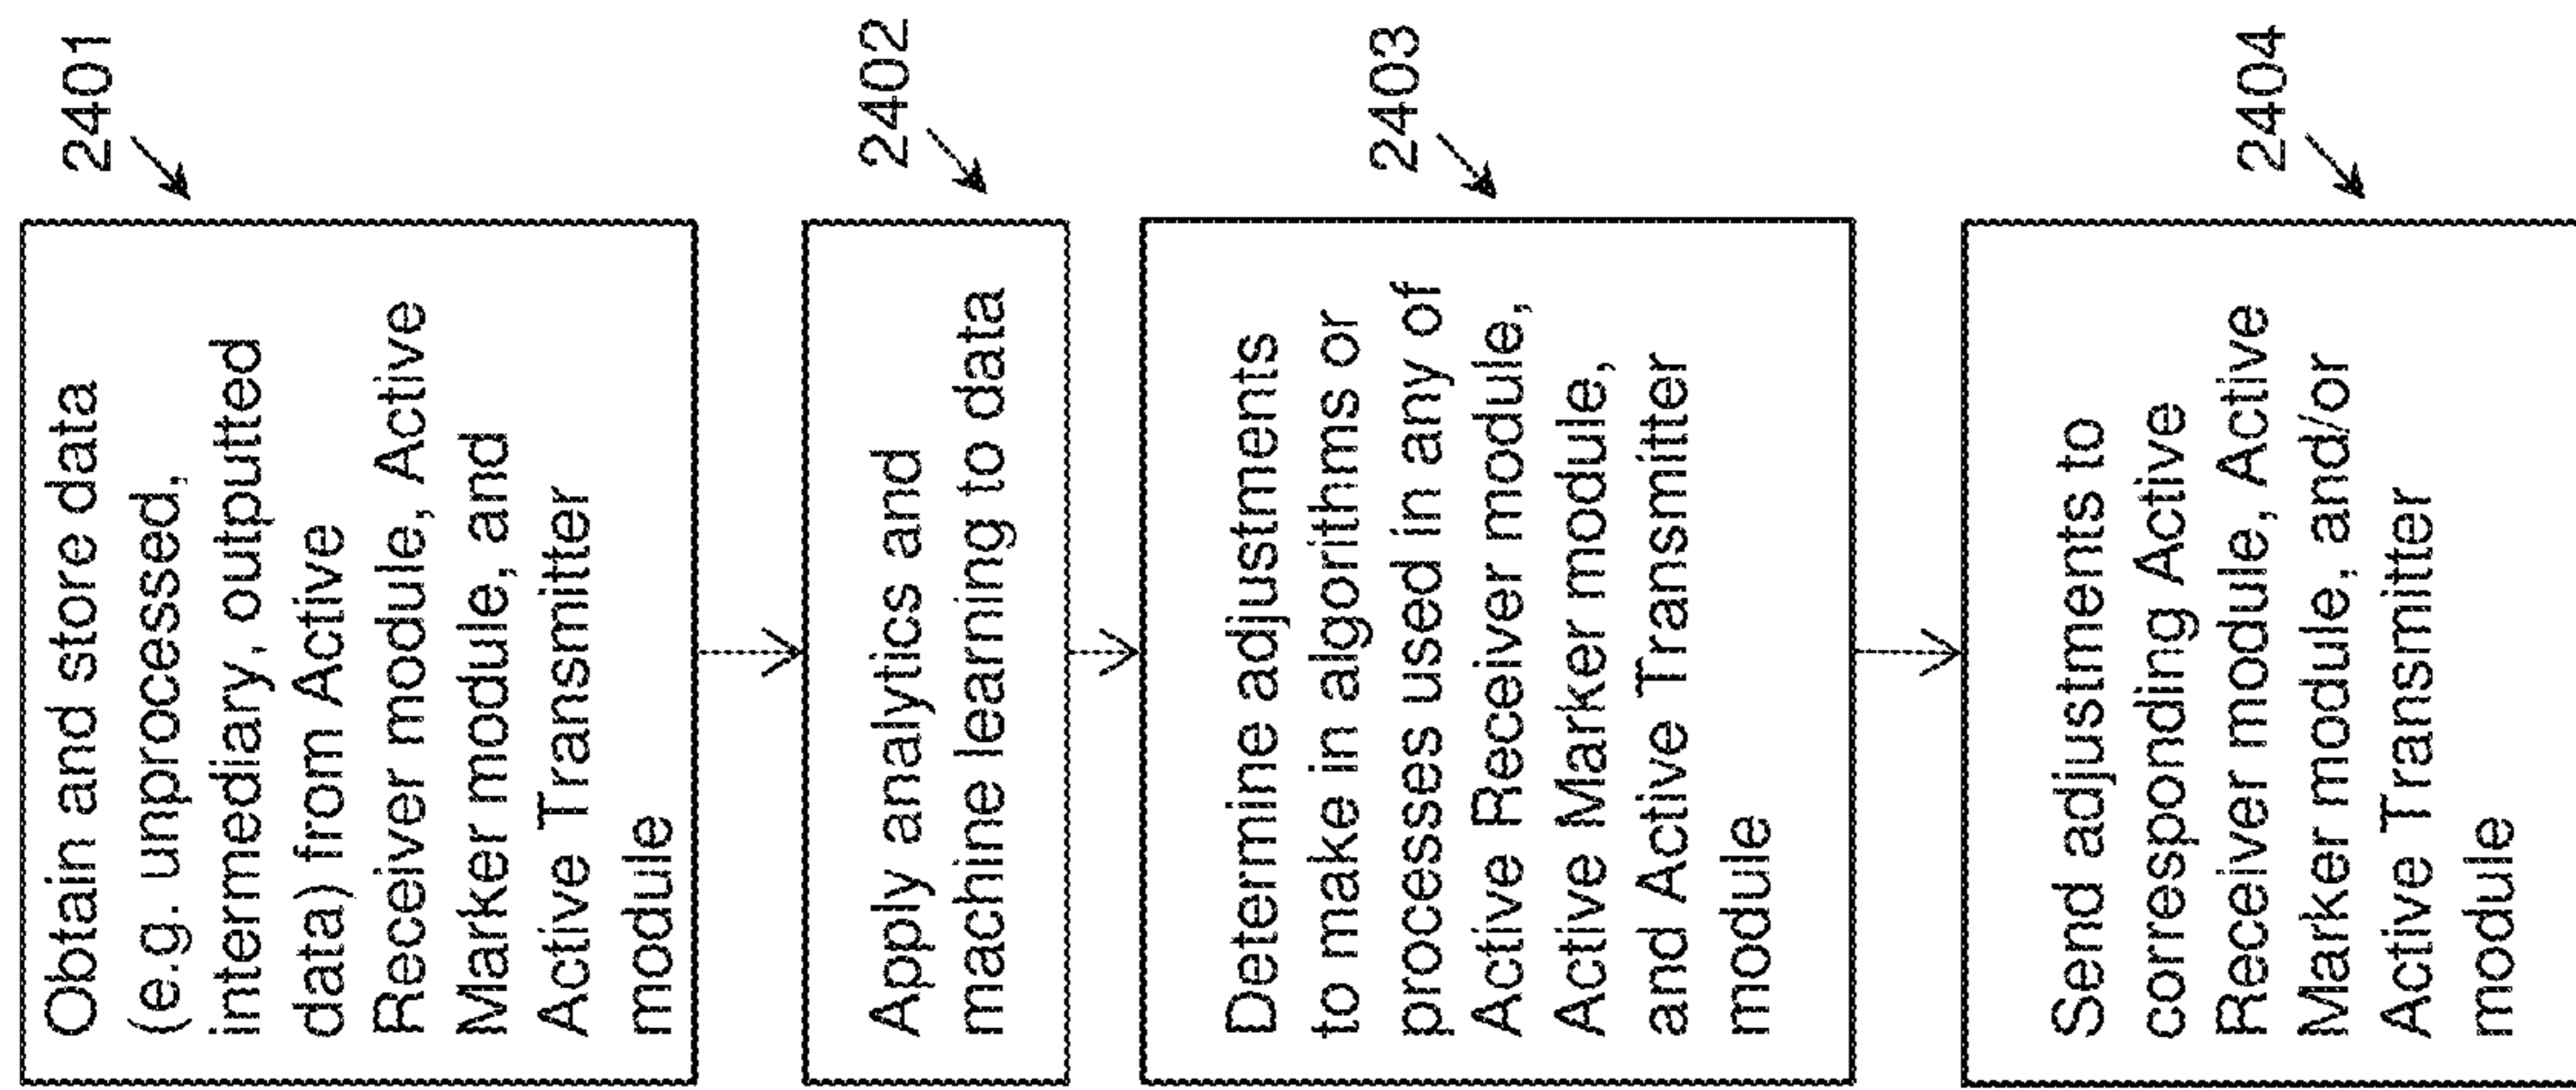 2401
Obtain and store data
(e.g. unprocessed,
intermediary, outputted
data) from Active
Receiver module, Active
Marker module, and
Active Transmitter
module
2402
Apply analytics and
machine learning to data
2403
Determine adjustments
to make in algorithms or
processes used in any of
Active Receiver module,
Active Marker module,
and Active Transmitter
module
2404
Send adjustments to
corresponding Active
Receiver module, Active
Marker module, and/or
Active Transmitter
module